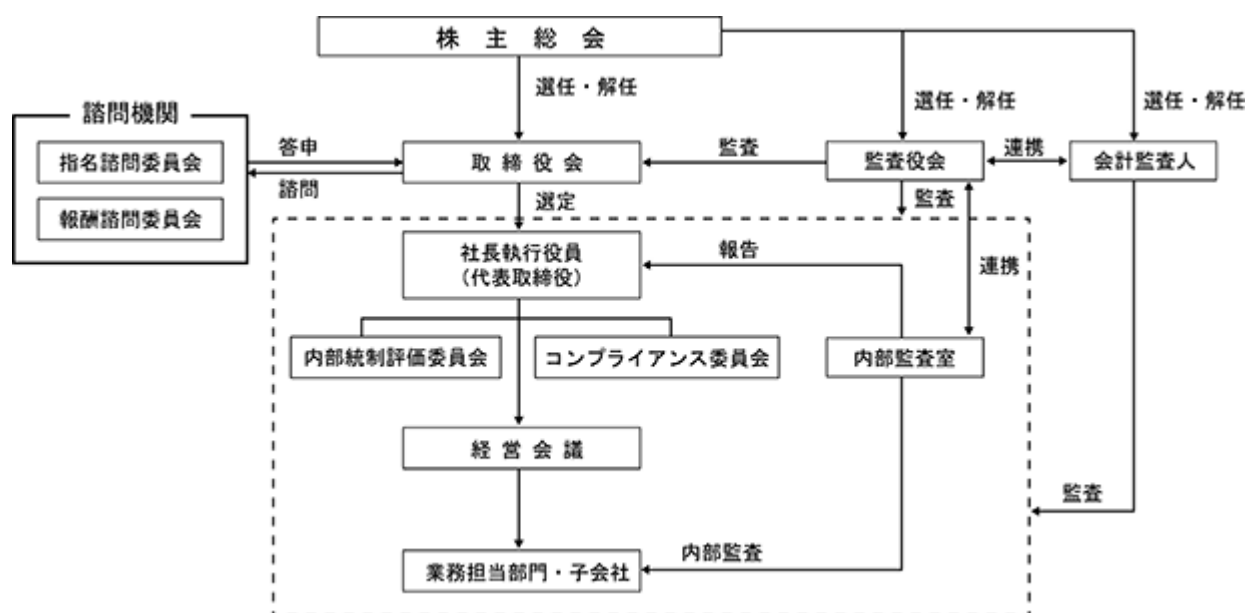 株主総会
選任・解任
選任・解任
選任・解任
諮問機関
指名諮問委員会
報酬諮問委員会
答申
諮問
取締役会
監査
監査役会
連携
会計監査人
選定
監査
社長執行役員
（代表取締役）
報告
連携
内部統制評価委員会
コンプライアンス委員会
内部監査室
経営会議
監査
内部監査
業務担当部門・子会社